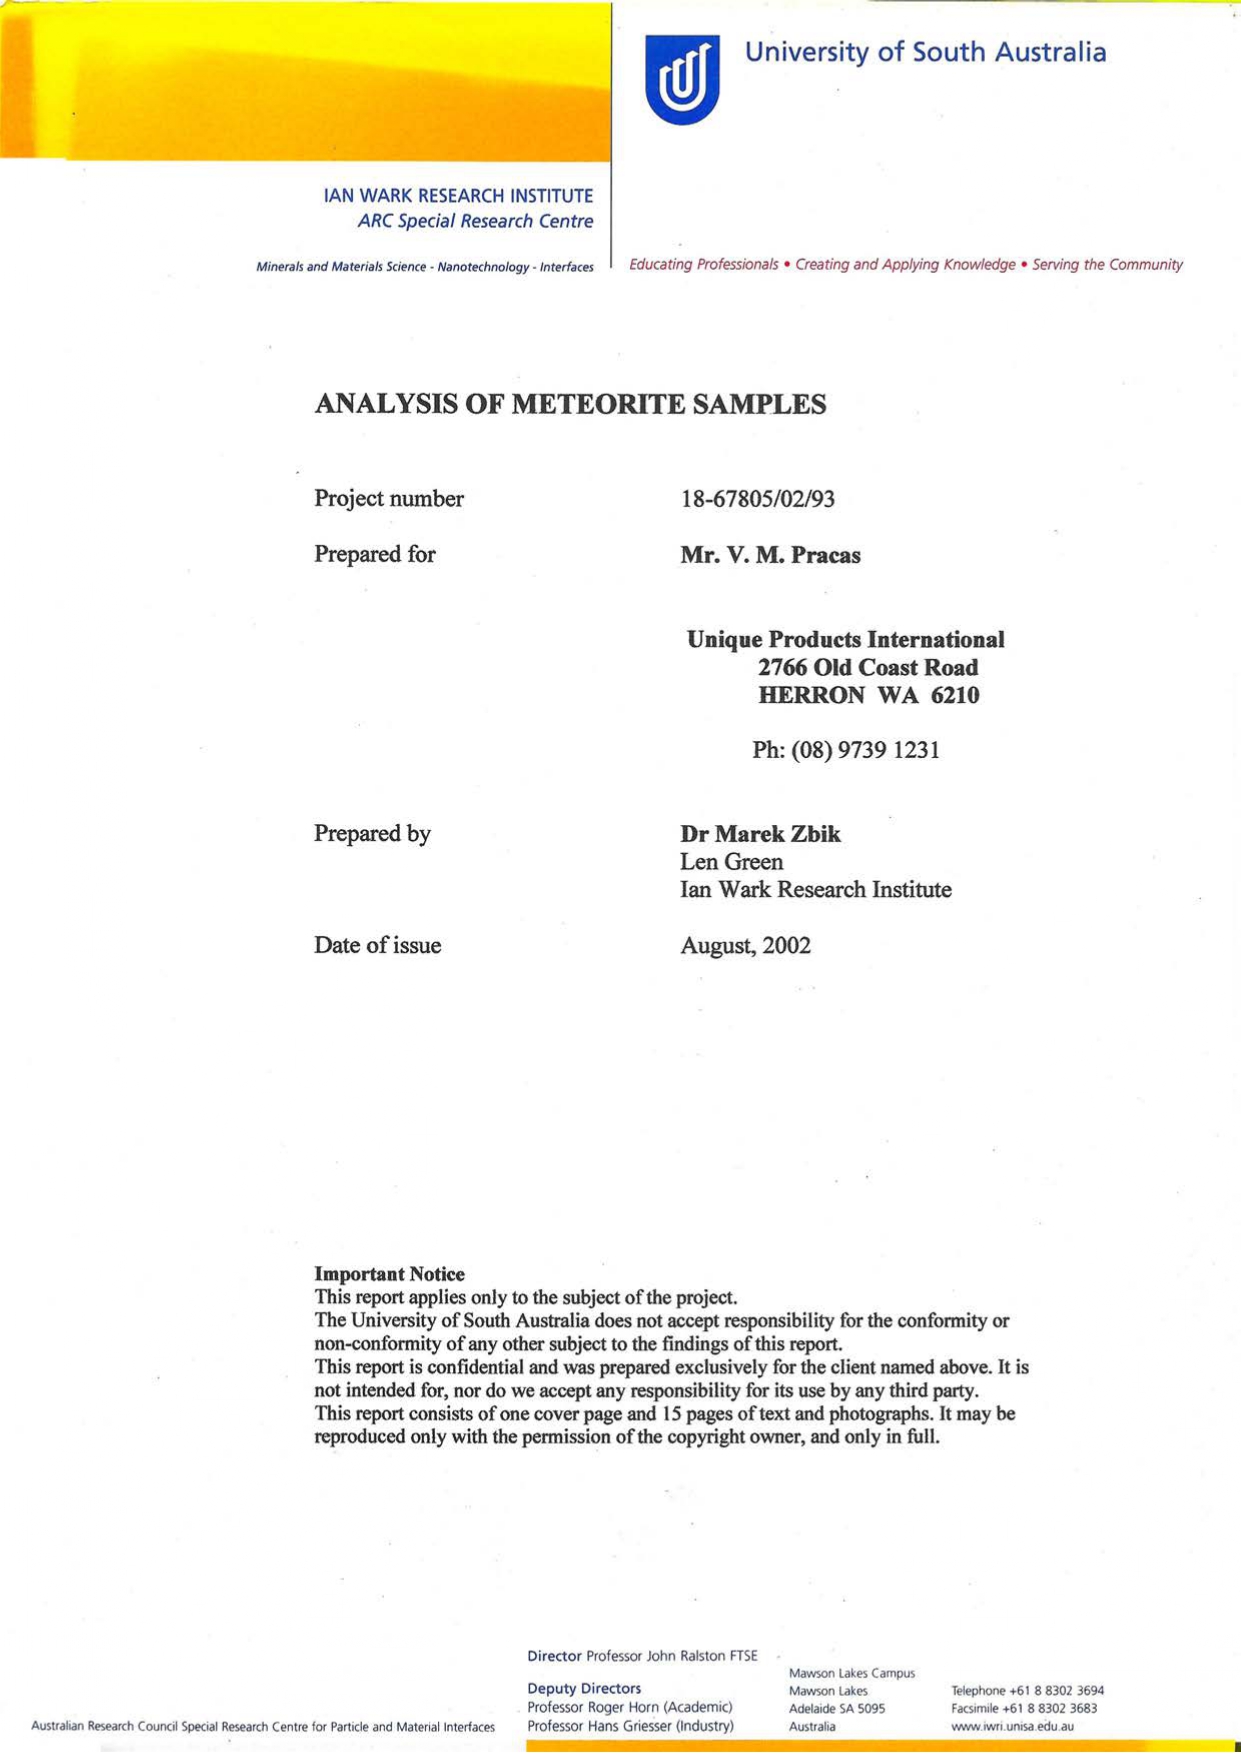 University of South Australia
IAN WARK RESEARCH INSTITUTE
ARC Special Research Centre
Minerals and Materials Science - Nanotechnology - Interfaces
Educating Professionals • Creating and Applying Knowledge • Serving the Community
ANALYSIS OF METEORITE SAMPLES
Project number 18-67805/02/93
Prepared for Mr. V. M. Pracas
Unique Products International
2766 Old Coast Road
HERRON WA 6210
Ph: (08) 9739 1231
Prepared by Dr Marek Zbik
Len Green
Ian Wark Research Institute
Date of issue August, 2002
Important Notice
This report applies only to the subject of the project.
The University of South Australia does not accept responsibility for the conformity or
non-conformity of any other subject to the findings of this report.
This report is confidential and was prepared exclusively for the client named above. It is
not intended for, nor do we accept any responsibility for its use by any third party.
This report consists of one cover page and 15 pages of text and photographs. It may be
reproduced only with the permission of the copyright owner, and only in full.
Australian Research Council Special Research Centre for Particle and Material Interfaces
Director Professor John Ralston FTSE
Deputy Directors
Professor Roger Horn (Academic)
Professor Hans Griesser (Industry)
Mawson Lakes Campus
Mawson Lakes
Adelaide SA 5095
Australia
Telephone +61 8 8302 3694
Facsimile +61 8 8302 3683
www.iwri.unisa.edu.au